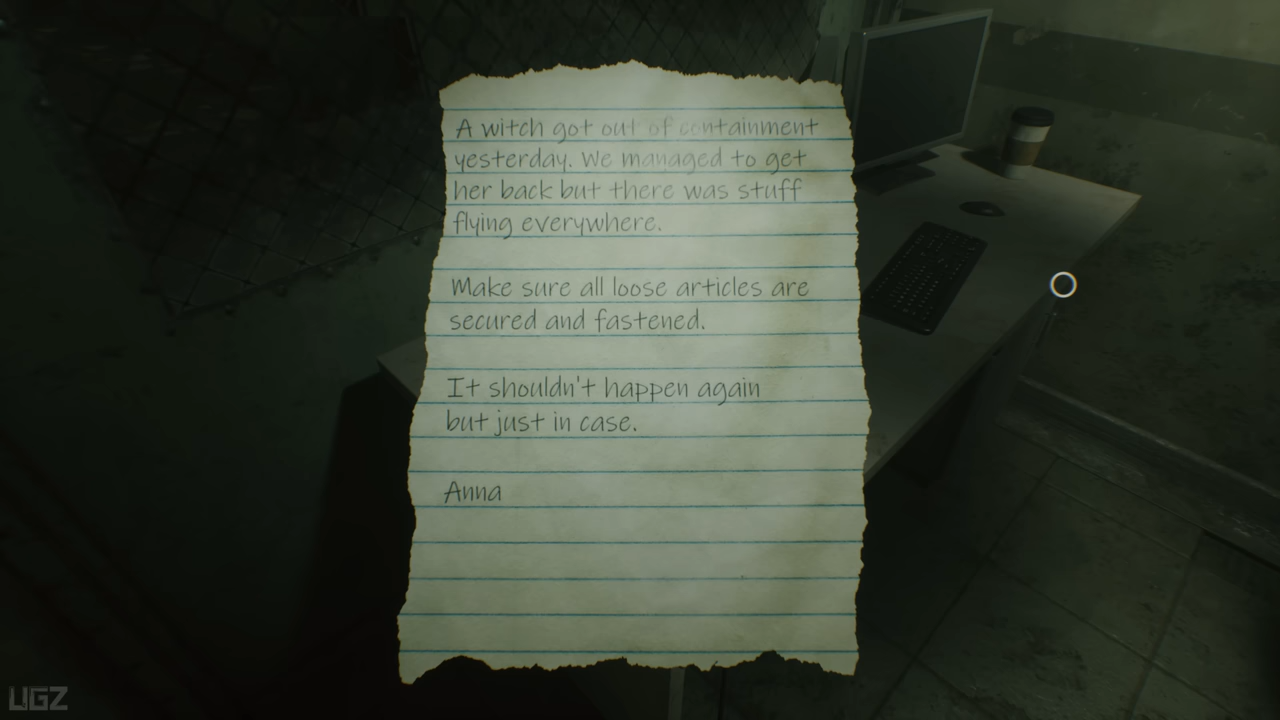 A witch got out of containment
yesterday. We managed to get
her back but there was stuff
flying everywhere.
Make sure all loose articles are
secured and fastened.
It shouldn't happen again
but just in case.
Anna
UGZ